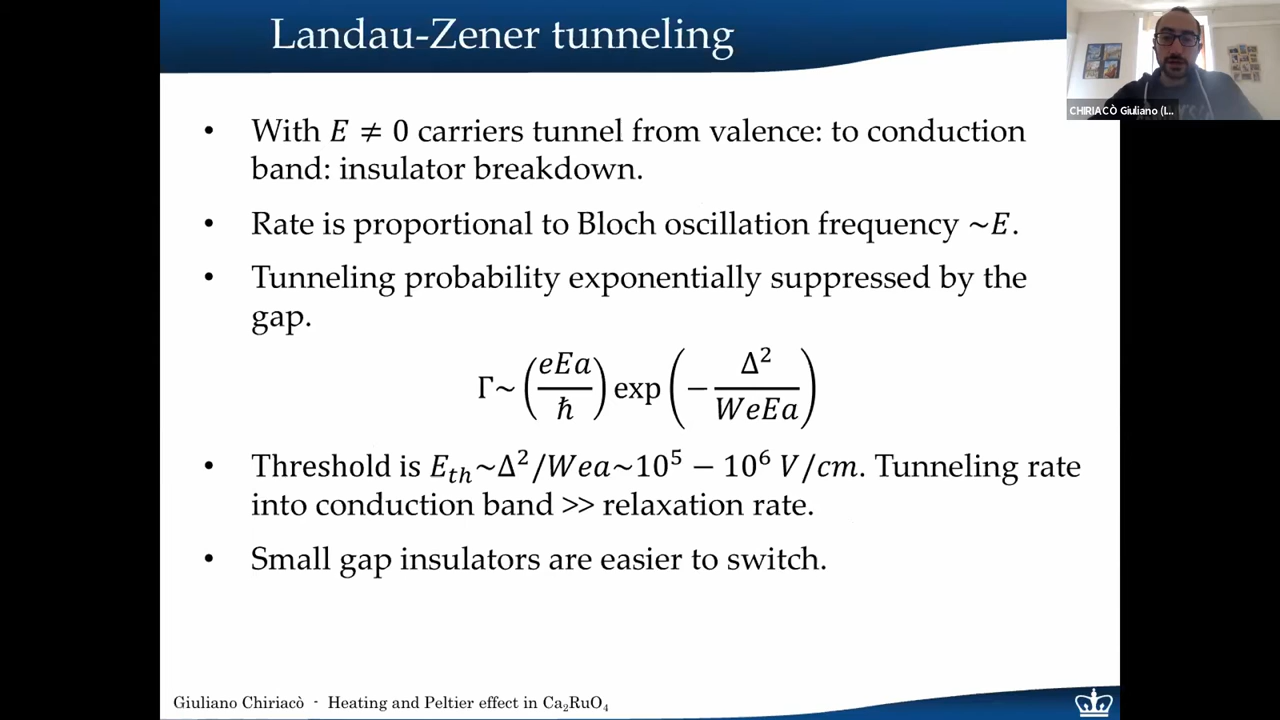 Landau-Zener tunneling
CHIRIACÒ Giuliano (I...
• With E ≠ 0 carriers tunnel from valence: to conduction
band: insulator breakdown.
• Rate is proportional to Bloch oscillation frequency ~E.
• Tunneling probability exponentially suppressed by the
gap.
Γ~ (eEa/ħ) exp (−Δ²/WeEa)
• Threshold is E_th~Δ²/Wea~10⁵ − 10⁶ V/cm. Tunneling rate
into conduction band >> relaxation rate.
• Small gap insulators are easier to switch.
Giuliano Chiriacò - Heating and Peltier effect in Ca₂RuO₄